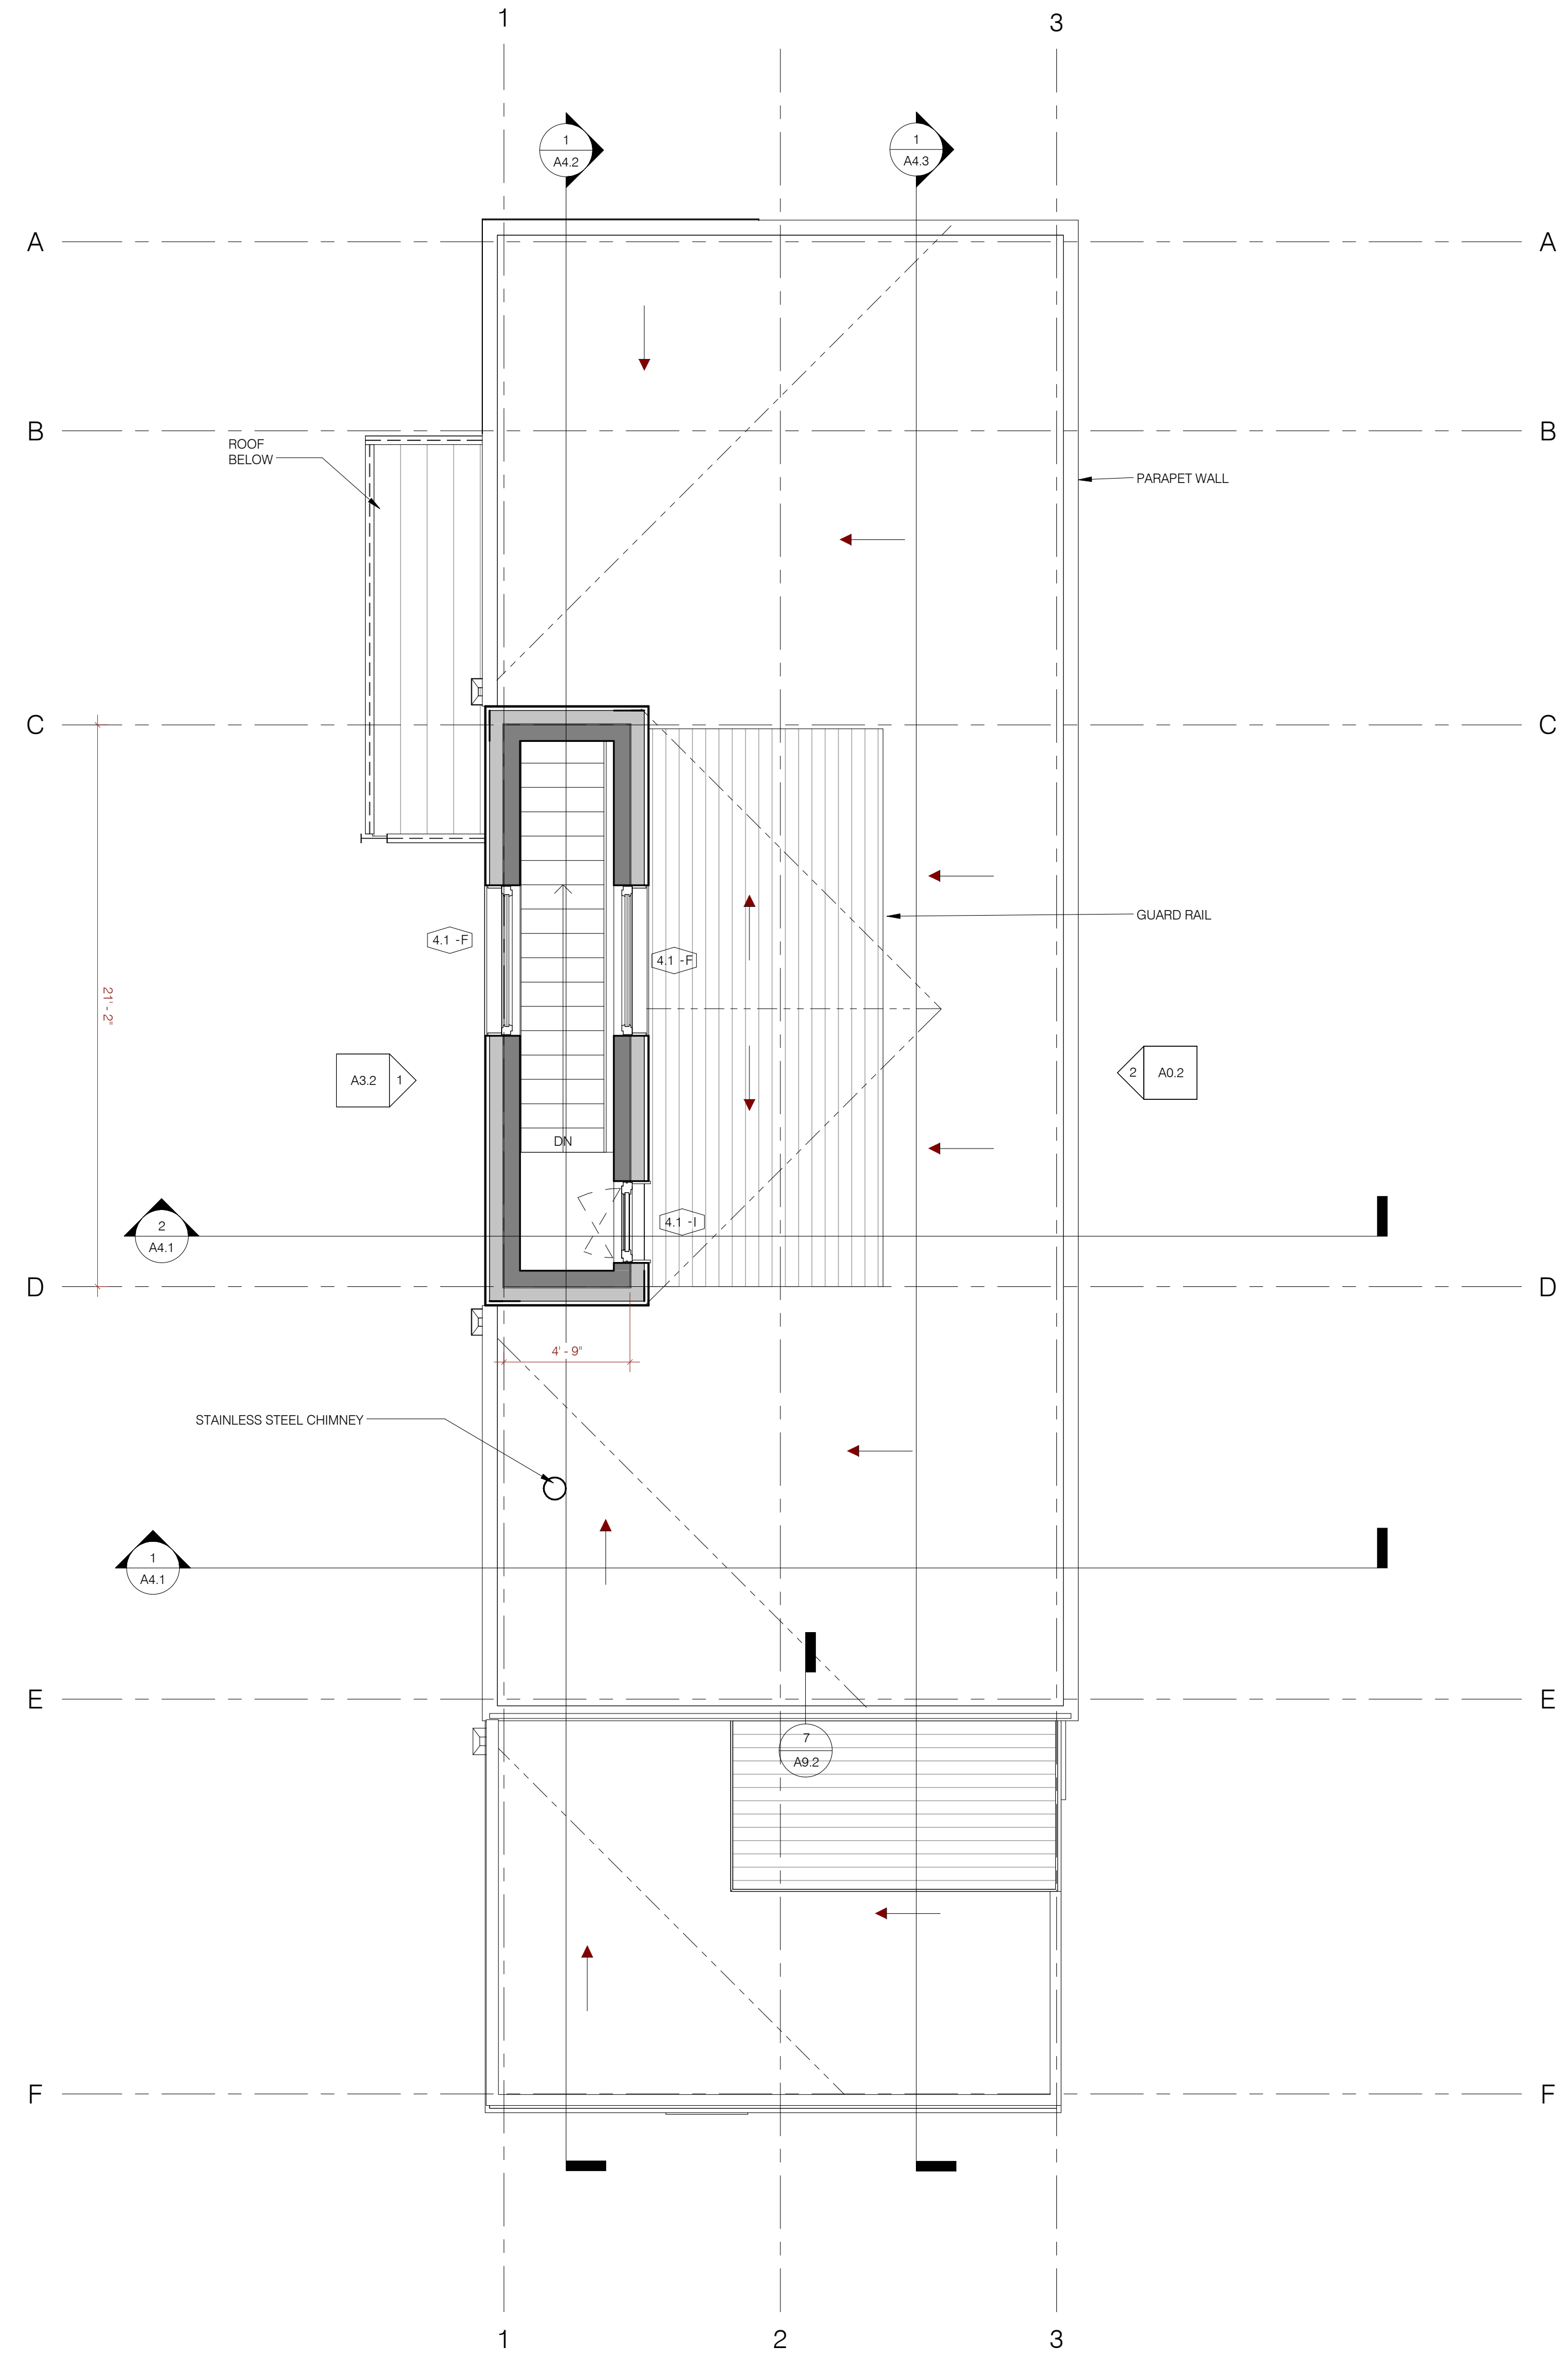 1
3
1
A4.2
1
A4.3
A
A
B
B
ROOF
BELOW
PARAPET WALL
C
C
GUARD RAIL
4.1 -F
4.1 -F
21' - 2"
A3.2
1
2
A0.2
DN
4.1 -I
2
A4.1
D
D
4' - 9"
STAINLESS STEEL CHIMNEY
1
A4.1
E
E
7
A9.2
F
F
1
2
3